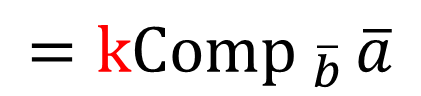 = kComp b̅ a̅